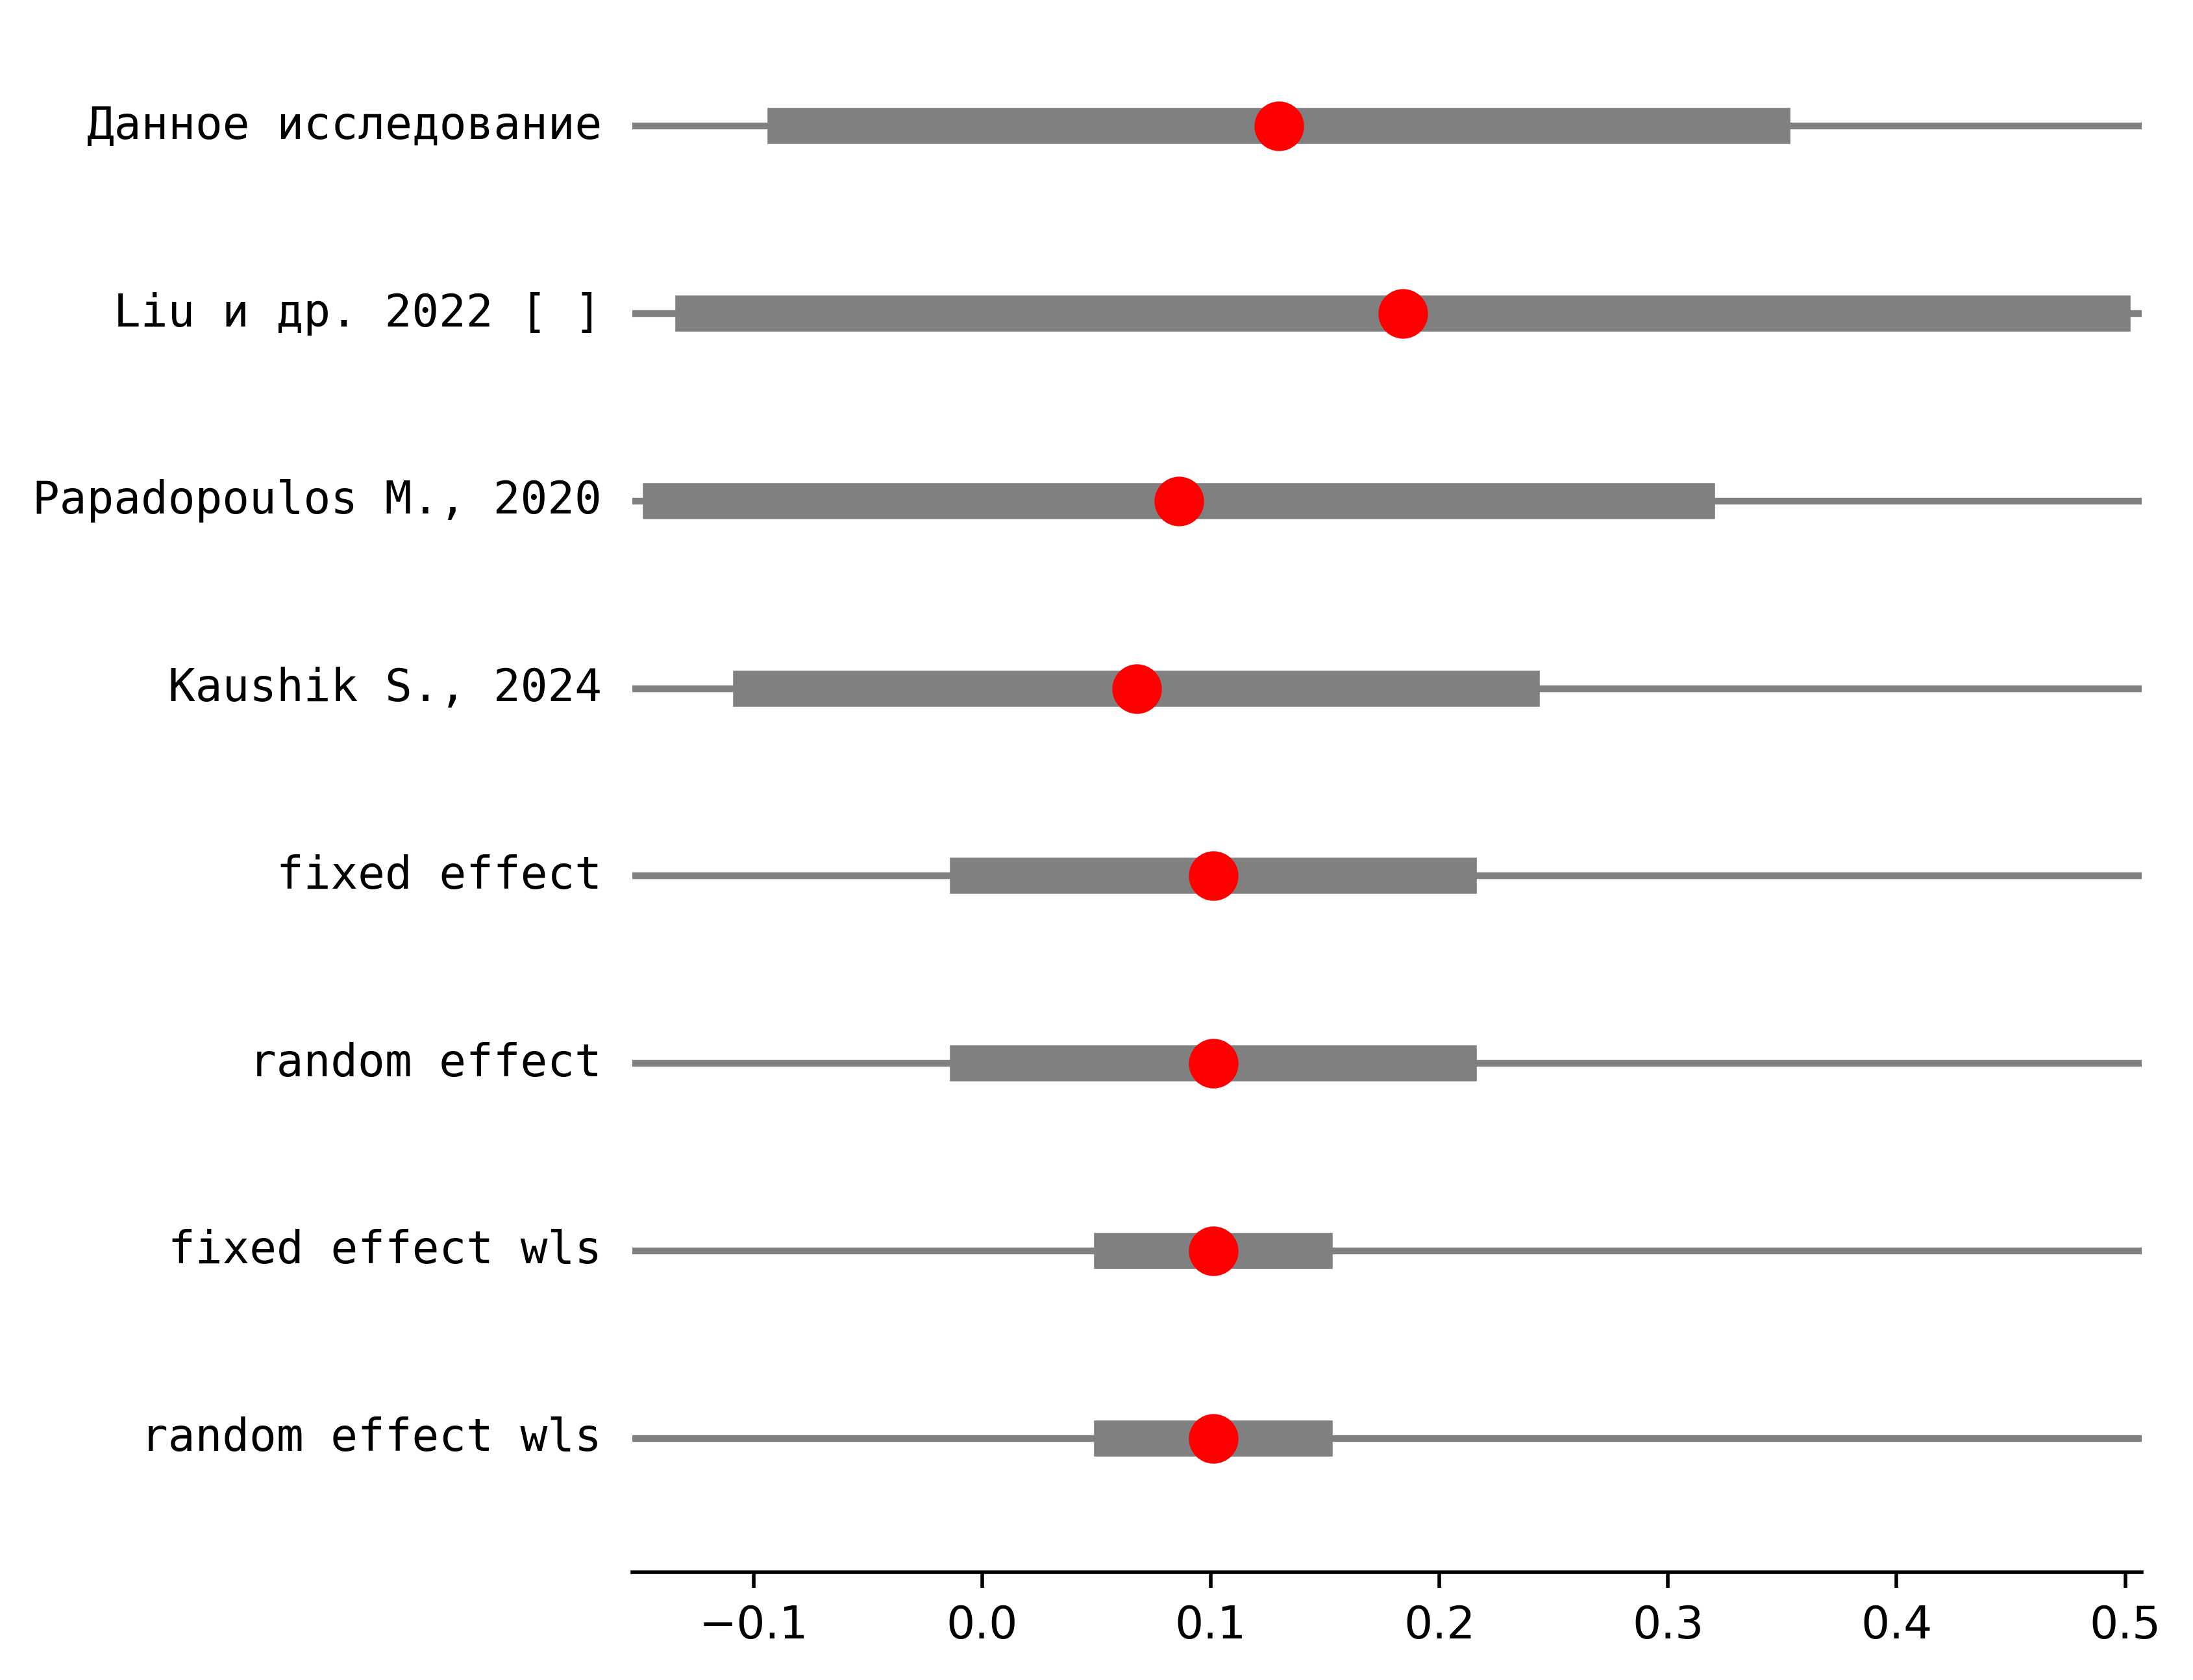 Данное исследование
Liu и др. 2022 [ ]
Papadopoulos M., 2020
Kaushik S., 2024
fixed effect
random effect
fixed effect wls
random effect wls
−0.1 0.0 0.1 0.2 0.3 0.4 0.5